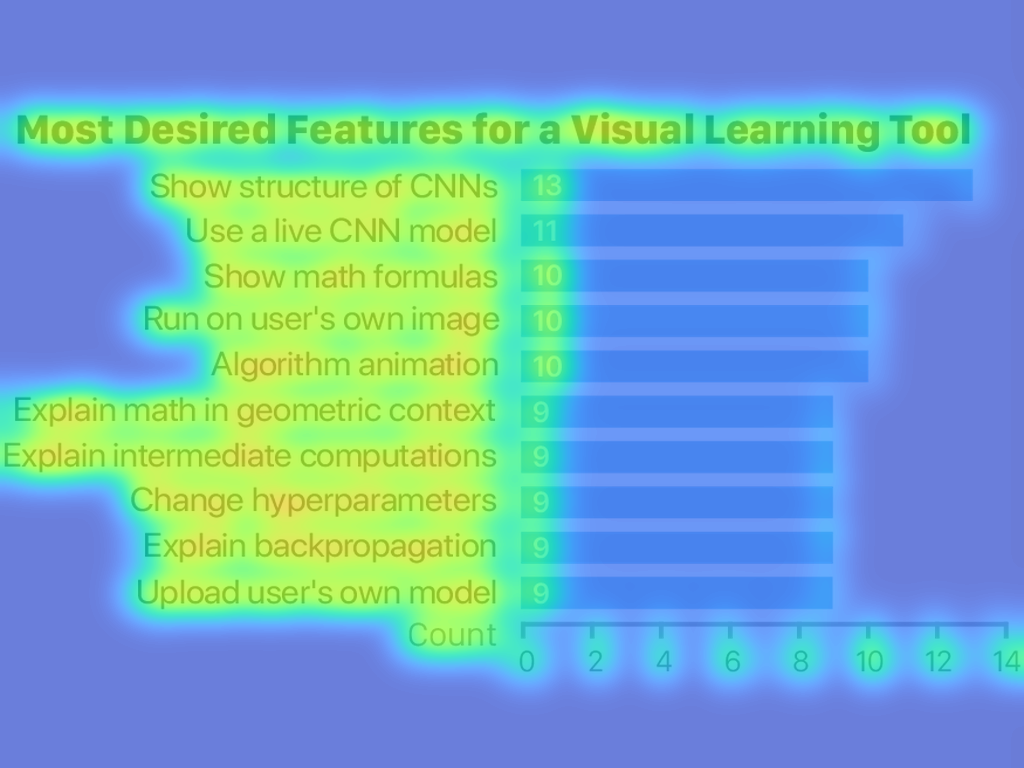 Most Desired Features for a Visual Learning Tool
Show structure of CNNs 13
Use a live CNN model 11
Show math formulas 10
Run on user's own image 10
Algorithm animation 10
Explain math in geometric context 9
Explain intermediate computations 9
Change hyperparameters 9
Explain backpropagation 9
Upload user's own model 9
Count
0 2 4 6 8 10 12 14